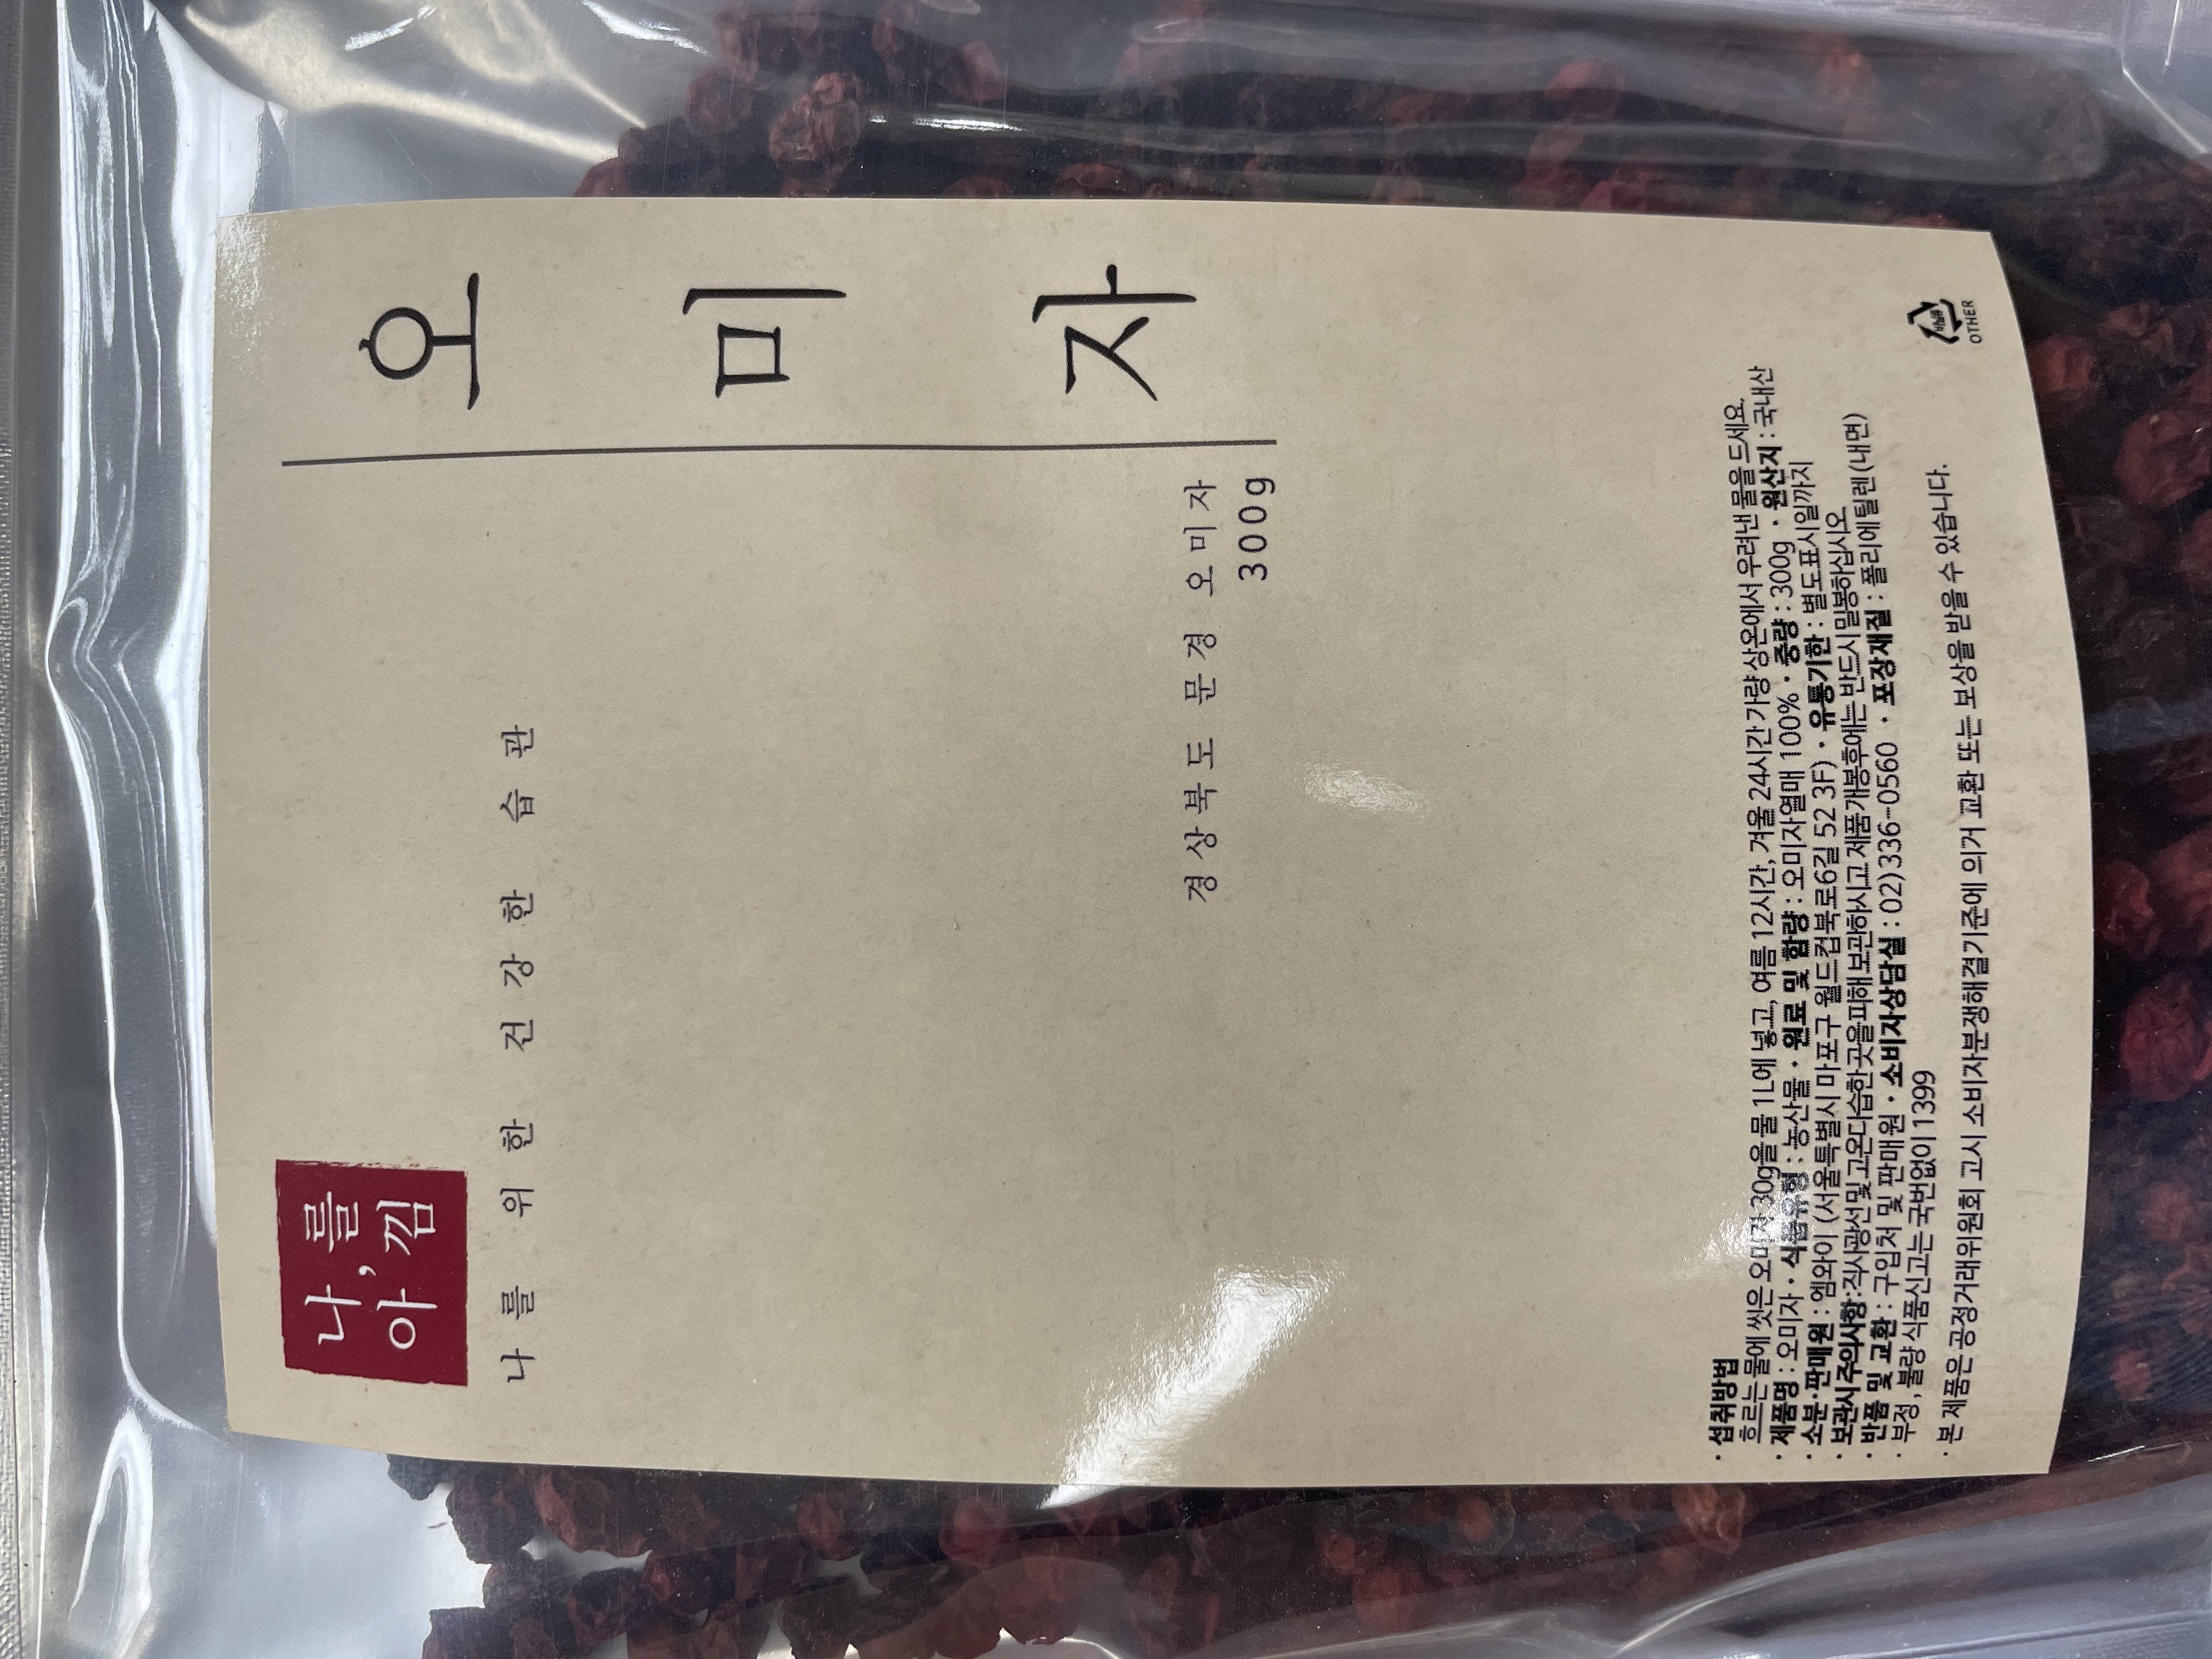 나를
아,낌
나를 위한 건강한 습관
오미자
경상북도 문경 오미자
300g
· 섭취방법
흐르는 물에 씻은 오미자 30g을 물 1L에 넣고, 여름 12시간, 겨울 24시간 가량 상온에서 우려낸 물을 드세요.
· 제품명 : 오미자 · 식품유형 : 농산물 · 원료 및 함량 : 오미자열매 100% · 중량 : 300g · 원산지 : 국내산
· 소분·판매원 : 엠와이 (서울특별시 마포구 월드컵북로6길 52 3F) · 유통기한 : 별도표시일까지
· 보관시주의사항 : 직사광선 및 고온다습한 곳을 피해 보관하시고 제품 개봉후에는 반드시 밀봉하십시오
· 반품 및 교환 : 구입처 및 판매원 · 소비자상담실 : 02)336-0560 · 포장재질 : 폴리에틸렌(내면)
· 부정, 불량 식품신고는 국번없이 1399
· 본 제품은 공정거래위원회 고시 소비자분쟁해결기준에 의거 교환 또는 보상을 받을 수 있습니다.
비닐류
OTHER